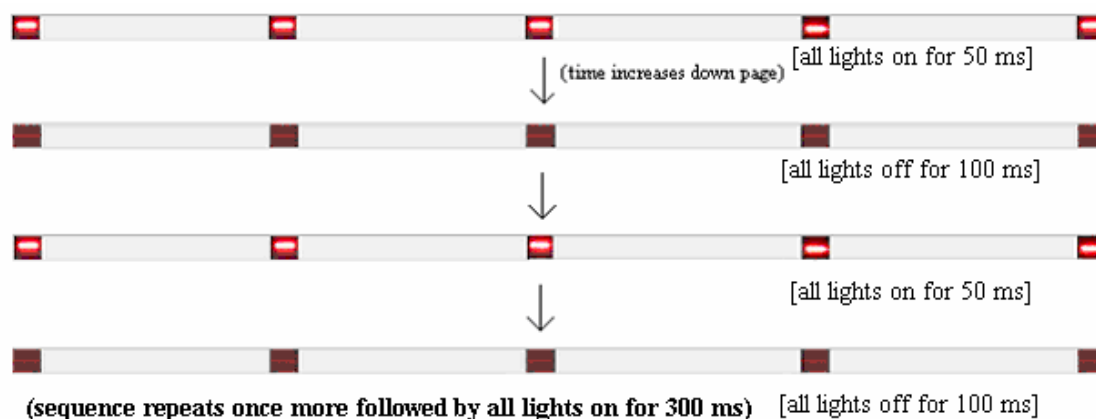 [all lights on for 50 ms]
(time increases down page)
[all lights off for 100 ms]
[all lights on for 50 ms]
(sequence repeats once more followed by all lights on for 300 ms) [all lights off for 100 ms]